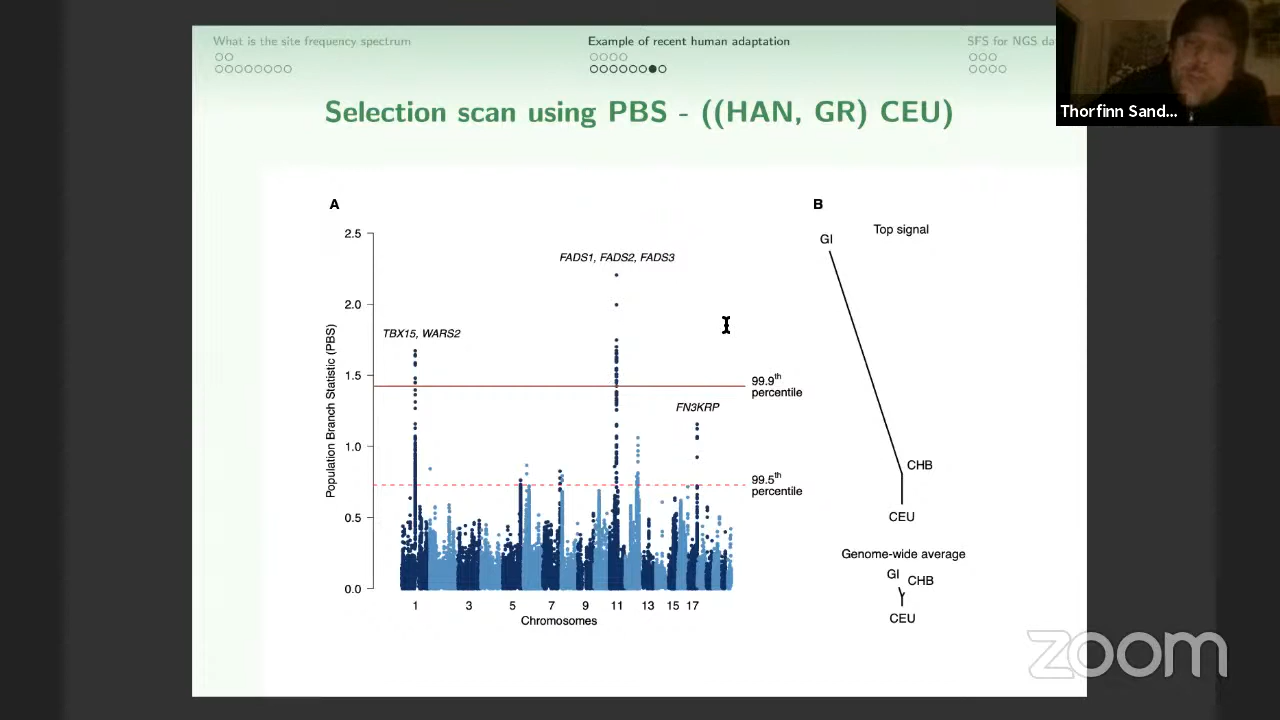 What is the site frequency spectrum
Example of recent human adaptation
SFS for NGS da
Thorfinn Sand...
Selection scan using PBS - ((HAN, GR) CEU)
A
Population Branch Statistic (PBS)
2.5
2.0
1.5
1.0
0.5
0.0
TBX15, WARS2
FADS1, FADS2, FADS3
FN3KRP
99.9th
percentile
99.5th
percentile
1 3 5 7 9 11 13 15 17
Chromosomes
B
Top signal
GI
CHB
CEU
Genome-wide average
GI
CHB
CEU
zoom